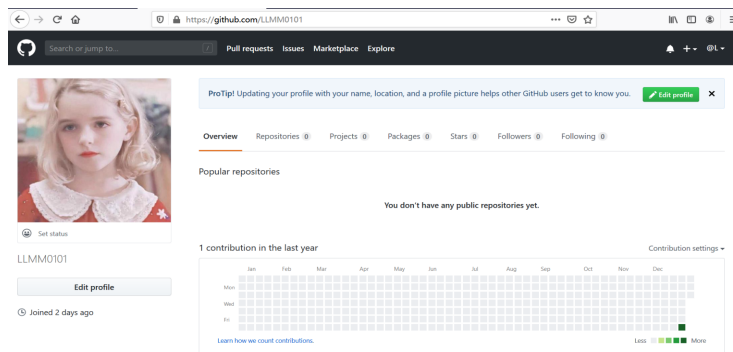 https://github.com/LLMM0101
Search or jump to...
/
Pull requests Issues Marketplace Explore
@L
ProTip! Updating your profile with your name, location, and a profile picture helps other GitHub users get to know you.
Edit profile
Overview Repositories 0 Projects 0 Packages 0 Stars 0 Followers 0 Following 0
Popular repositories
You don't have any public repositories yet.
Set status
LLMM0101
Edit profile
Joined 2 days ago
1 contribution in the last year
Contribution settings
Jan Feb Mar Apr May Jun Jul Aug Sep Oct Nov Dec
Mon
Wed
Fri
Learn how we count contributions.
Less More